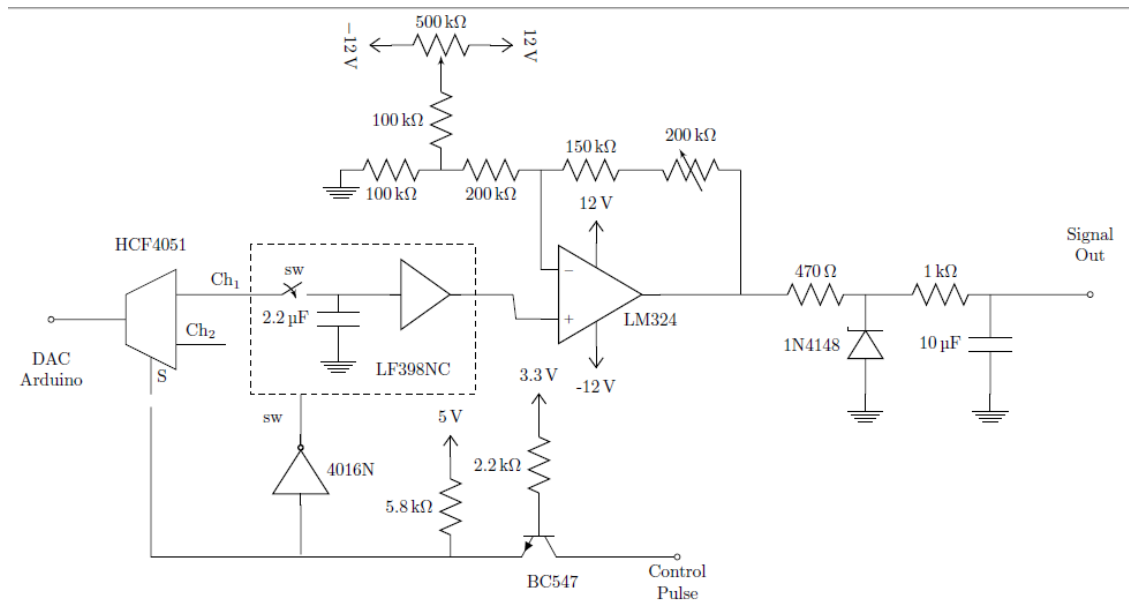 500 kΩ
−12 V
12 V
100 kΩ
150 kΩ
200 kΩ
100 kΩ
200 kΩ
12 V
HCF4051
Ch1
sw
2.2 µF
Ch2
LF398NC
−
+
LM324
-12 V
470 Ω
1 kΩ
Signal
Out
1N4148
10 µF
DAC
Arduino
S
sw
4016N
5 V
3.3 V
5.8 kΩ
2.2 kΩ
BC547
Control
Pulse